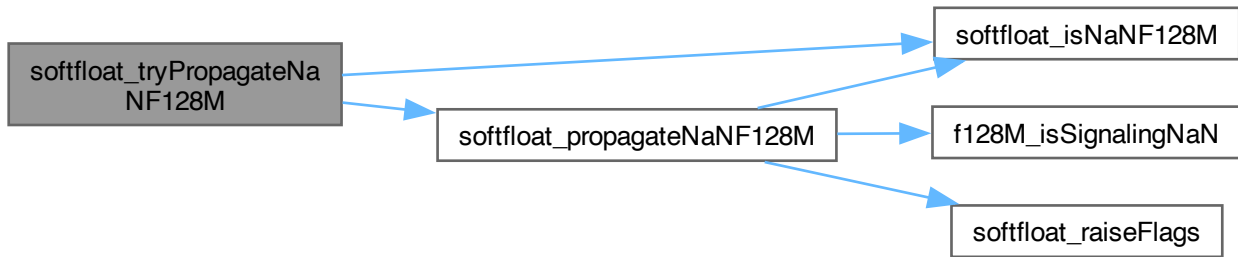 softfloat_tryPropagateNa
NF128M
softfloat_propagateNaNF128M
softfloat_isNaNF128M
f128M_isSignalingNaN
softfloat_raiseFlags